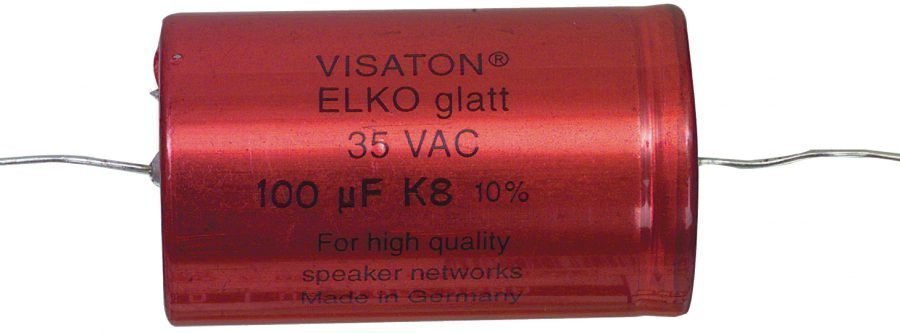 VISATON®
ELKO glatt
35 VAC
100 µF K8 10%
For high quality
speaker networks
Made in Germany